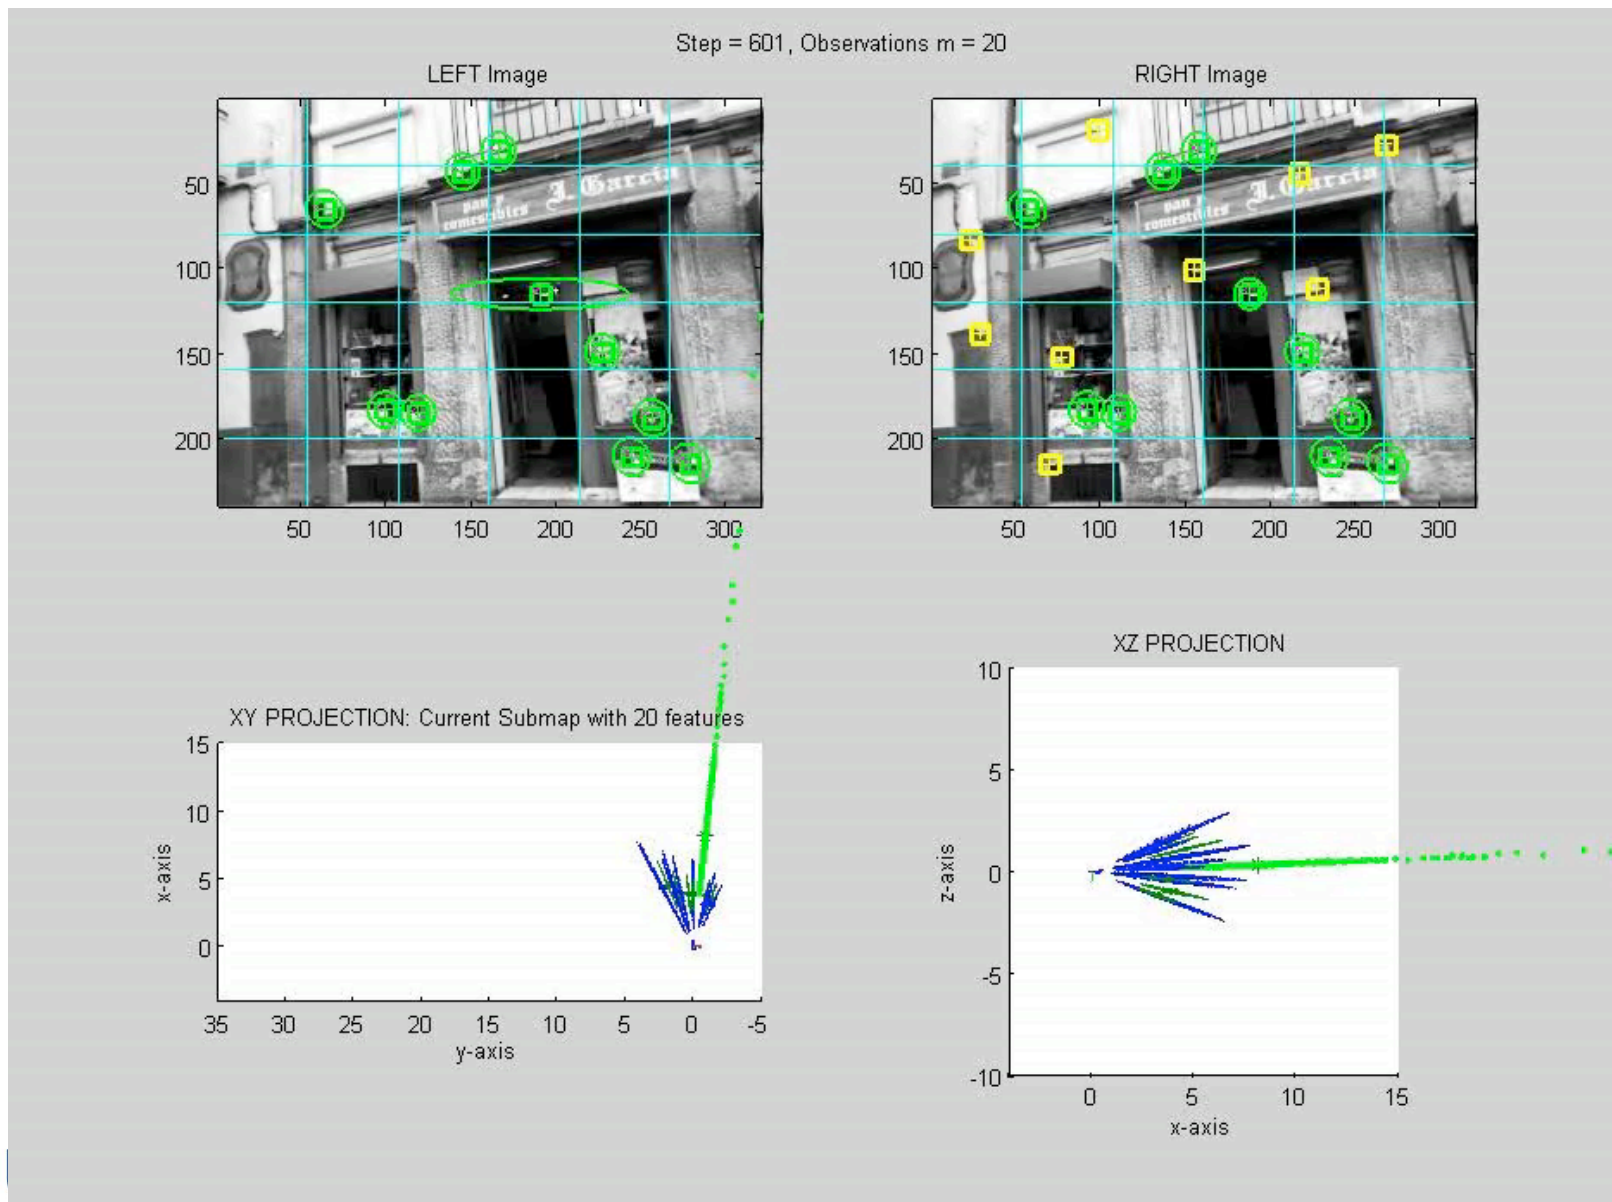 Step = 601, Observations m = 20
LEFT Image
50
100
150
200
50
100
150
200
250
300
pan y
comestibles
J. Garcia
RIGHT Image
50
100
150
200
50
100
150
200
250
300
pan y
comestibles
J. Garcia
XY PROJECTION: Current Submap with 20 features
15
10
5
0
x-axis
35
30
25
20
15
10
5
0
-5
y-axis
XZ PROJECTION
10
5
0
-5
-10
z-axis
0
5
10
15
x-axis